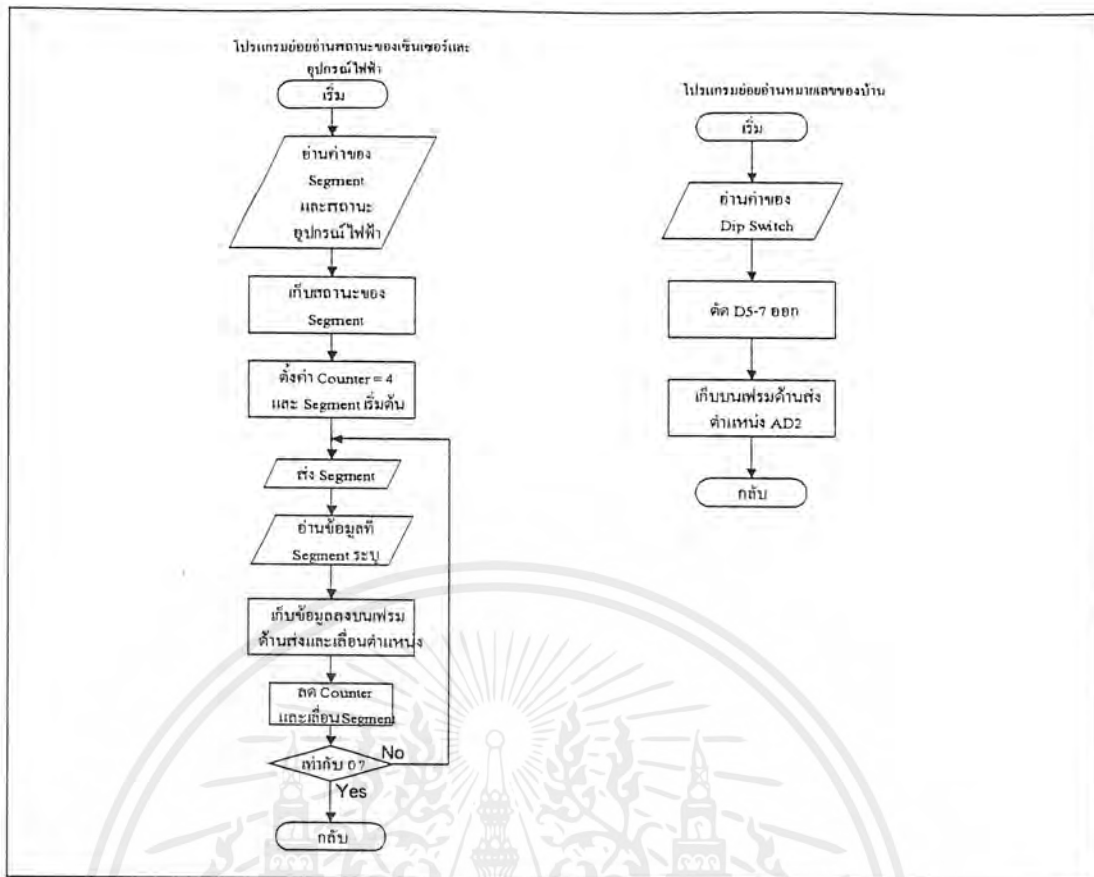 โปรแกรมย่อยอ่านสถานะของเซ็นเซอร์และ
อุปกรณ์ไฟฟ้า
เริ่ม
อ่านค่าของ
Segment
และสถานะ
อุปกรณ์ไฟฟ้า
เก็บสถานะของ
Segment
ตั้งค่า Counter = 4
และ Segment เริ่มต้น
ส่ง Segment
อ่านข้อมูลที่
Segment ระบุ
เก็บข้อมูลลงบนเฟรม
ด้านส่งและเลื่อนตำแหน่ง
ลด Counter
และเลื่อน Segment
เท่ากับ 0 ?
No
Yes
กลับ
โปรแกรมย่อยอ่านหมายเลขของบ้าน
เริ่ม
อ่านค่าของ
Dip Switch
ตัด D5-7 ออก
เก็บบนเฟรมด้านส่ง
ตำแหน่ง AD2
กลับ